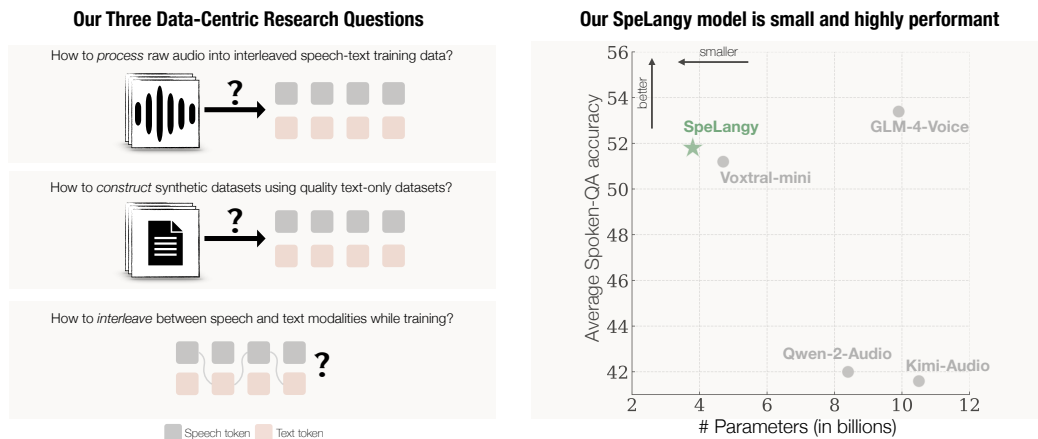 Our Three Data-Centric Research Questions
How to process raw audio into interleaved speech-text training data?
?
How to construct synthetic datasets using quality text-only datasets?
?
How to interleave between speech and text modalities while training?
?
Speech token
Text token
Our SpeLangy model is small and highly performant
56
54
52
50
48
46
44
42
Average Spoken-QA accuracy
better
smaller
SpeLangy
GLM-4-Voice
Voxtral-mini
Qwen-2-Audio
Kimi-Audio
2 4 6 8 10 12
# Parameters (in billions)